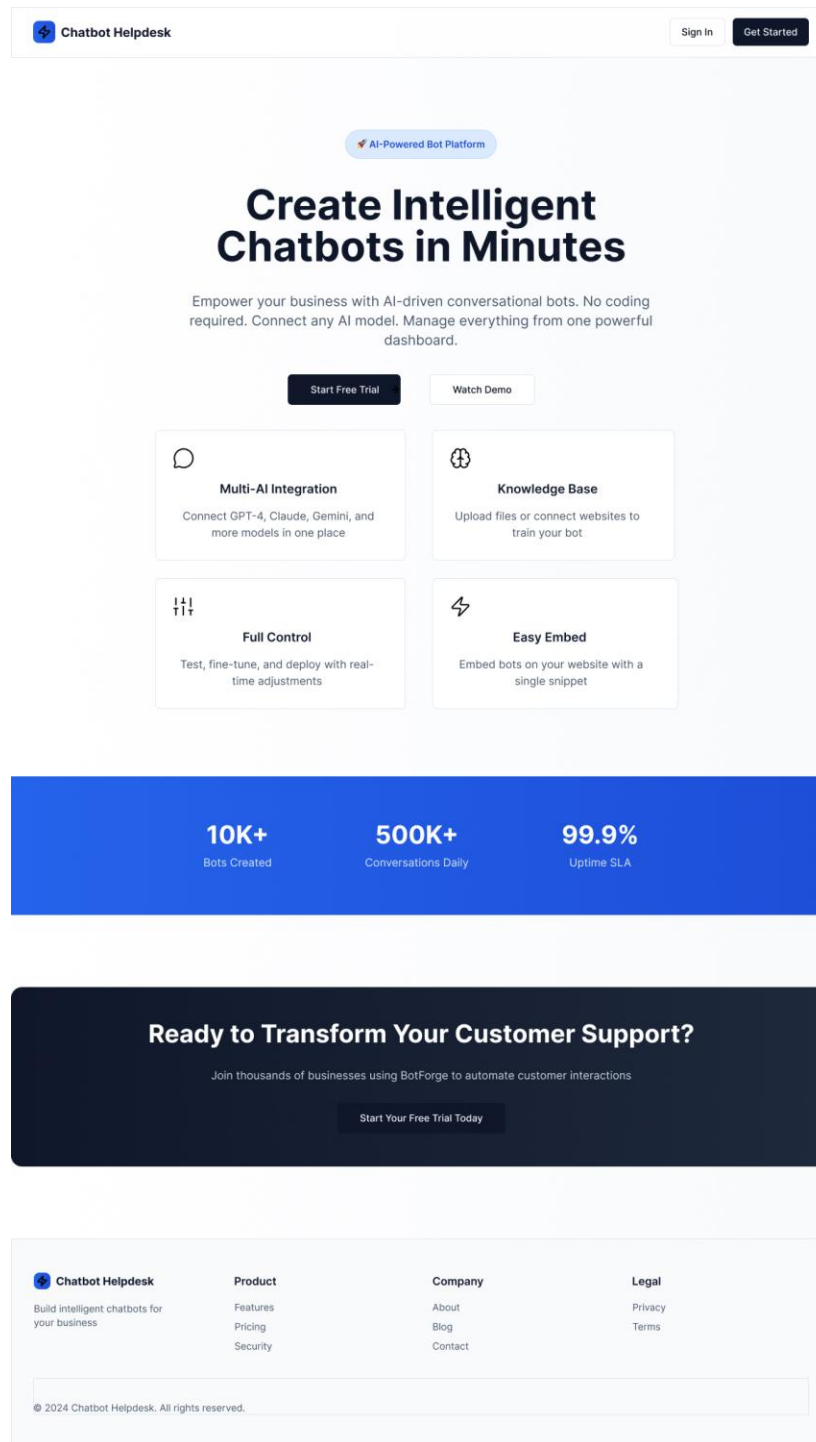 Chatbot Helpdesk
Sign In
Get Started
🚀 AI-Powered Bot Platform
Create Intelligent
Chatbots in Minutes
Empower your business with AI-driven conversational bots. No coding
required. Connect any AI model. Manage everything from one powerful
dashboard.
Start Free Trial
Watch Demo
Multi-AI Integration
Connect GPT-4, Claude, Gemini, and
more models in one place
Knowledge Base
Upload files or connect websites to
train your bot
Full Control
Test, fine-tune, and deploy with real-
time adjustments
Easy Embed
Embed bots on your website with a
single snippet
10K+
Bots Created
500K+
Conversations Daily
99.9%
Uptime SLA
Ready to Transform Your Customer Support?
Join thousands of businesses using BotForge to automate customer interactions
Start Your Free Trial Today
Chatbot Helpdesk
Build intelligent chatbots for
your business
Product
Features
Pricing
Security
Company
About
Blog
Contact
Legal
Privacy
Terms
© 2024 Chatbot Helpdesk. All rights reserved.